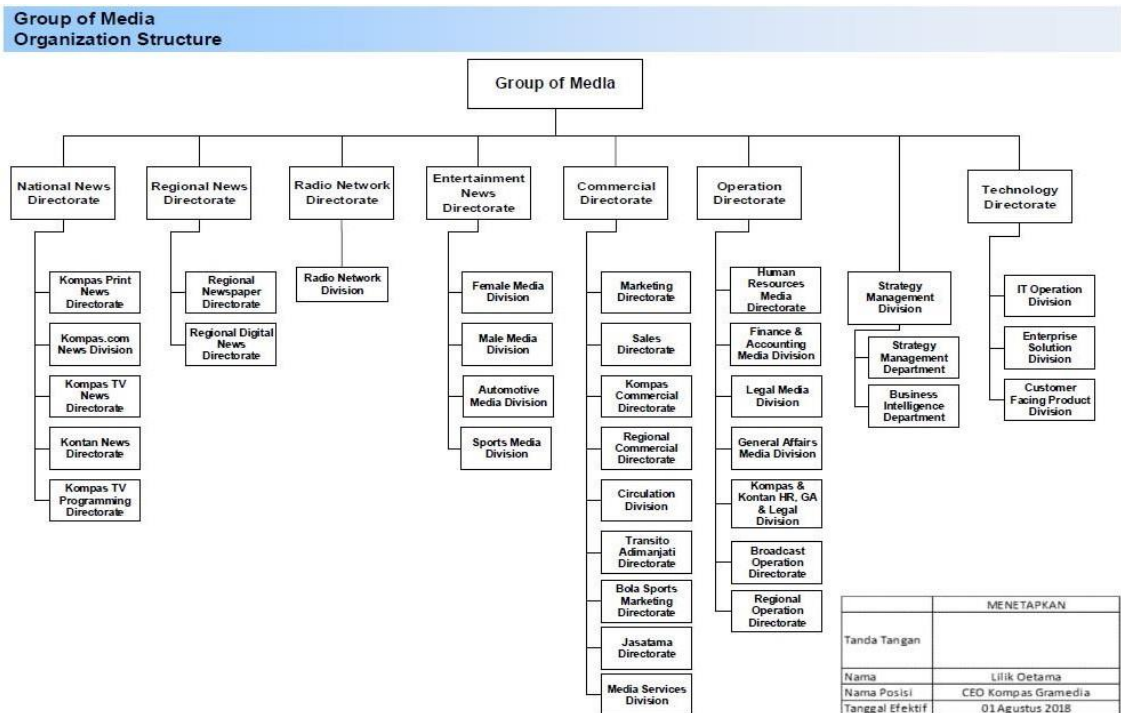 Group of Media
Organization Structure
Group of Media
National News
Directorate
Regional News
Directorate
Radio Network
Directorate
Entertainment
News
Directorate
Commercial
Directorate
Operation
Directorate
Technology
Directorate
Kompas Print
News
Directorate
Kompas.com
News Division
Kompas TV
News
Directorate
Kontan News
Directorate
Kompas TV
Programming
Directorate
Regional
Newspaper
Directorate
Regional Digital
News
Directorate
Radio Network
Division
Female Media
Division
Male Media
Division
Automotive
Media Division
Sports Media
Division
Marketing
Directorate
Sales
Directorate
Kompas
Commercial
Directorate
Regional
Commercial
Directorate
Circulation
Division
Transito
Adimanjati
Directorate
Bola Sports
Marketing
Directorate
Jasatama
Directorate
Media Services
Division
Human
Resources
Media
Directorate
Finance &
Accounting
Media Division
Legal Media
Division
General Affairs
Media Division
Kompas &
Kontan HR, GA
& Legal
Division
Broadcast
Operation
Directorate
Regional
Operation
Directorate
Strategy
Management
Division
Strategy
Management
Department
Business
Intelligence
Department
IT Operation
Division
Enterprise
Solution
Division
Customer
Facing Product
Division
MENETAPKAN
Tanda Tangan
Nama Lilik Oetama
Nama Posisi CEO Kompas Gramedia
Tanggal Efektif 01 Agustus 2018